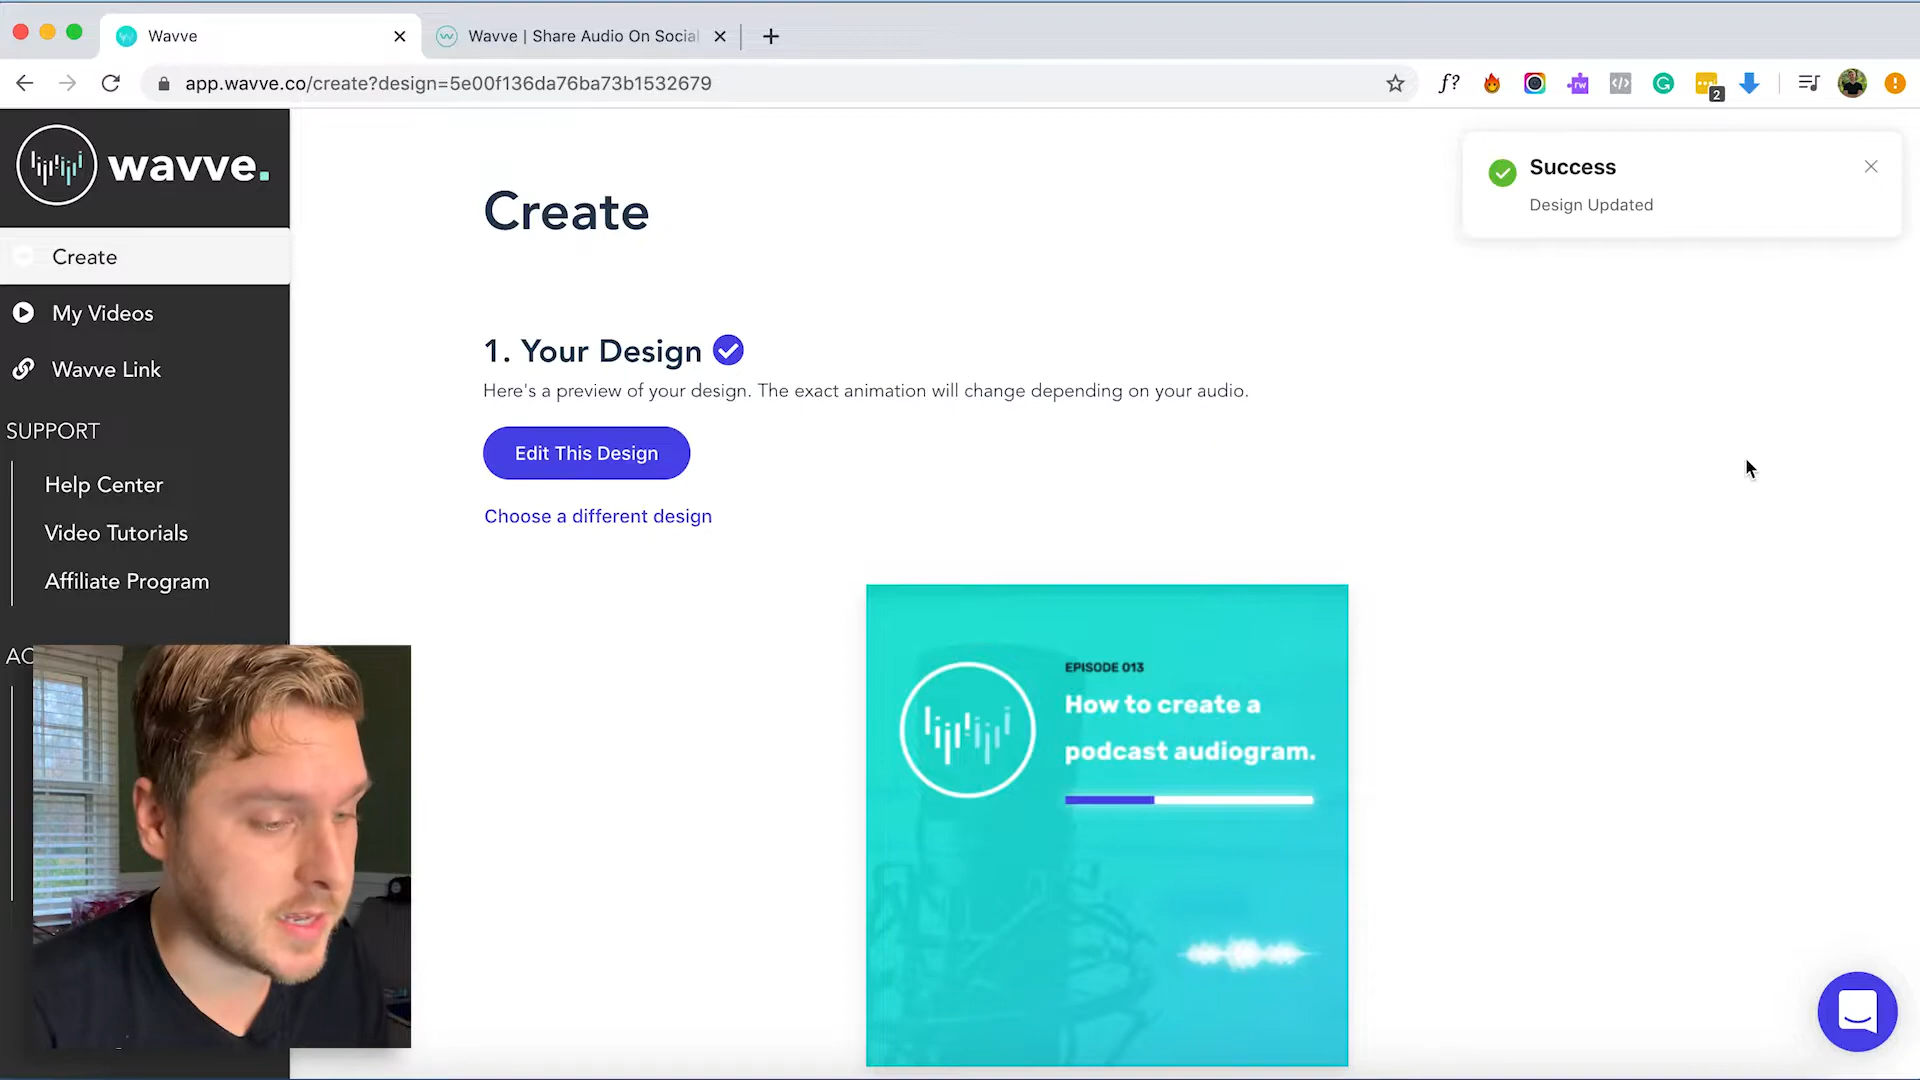 Wavve
Wavve | Share Audio On Social
app.wavve.co/create?design=5e00f136da76ba73b1532679
f?
rw
2
wavve.
Success
Design Updated
Create
Create
My Videos
Wavve Link
SUPPORT
Help Center
Video Tutorials
Affiliate Program
AC
1. Your Design
Here's a preview of your design. The exact animation will change depending on your audio.
Edit This Design
Choose a different design
EPISODE 013
How to create a
podcast audiogram.